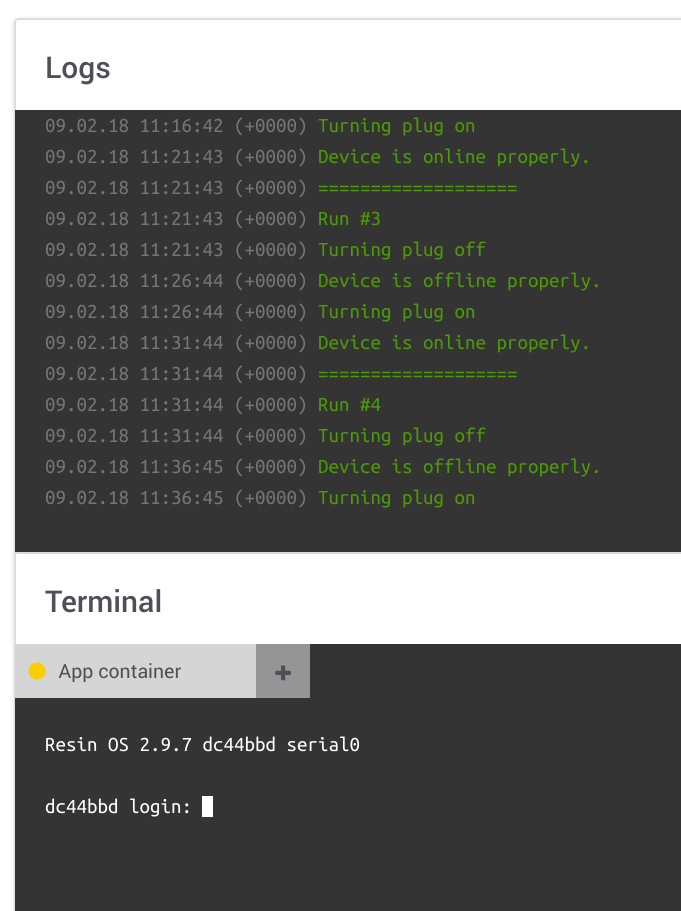 Logs
09.02.18 11:16:42 (+0000) Turning plug on
09.02.18 11:21:43 (+0000) Device is online properly.
09.02.18 11:21:43 (+0000) ===================
09.02.18 11:21:43 (+0000) Run #3
09.02.18 11:21:43 (+0000) Turning plug off
09.02.18 11:26:44 (+0000) Device is offline properly.
09.02.18 11:26:44 (+0000) Turning plug on
09.02.18 11:31:44 (+0000) Device is online properly.
09.02.18 11:31:44 (+0000) ===================
09.02.18 11:31:44 (+0000) Run #4
09.02.18 11:31:44 (+0000) Turning plug off
09.02.18 11:36:45 (+0000) Device is offline properly.
09.02.18 11:36:45 (+0000) Turning plug on
Terminal
App container +
Resin OS 2.9.7 dc44bbd serial0
dc44bbd login: